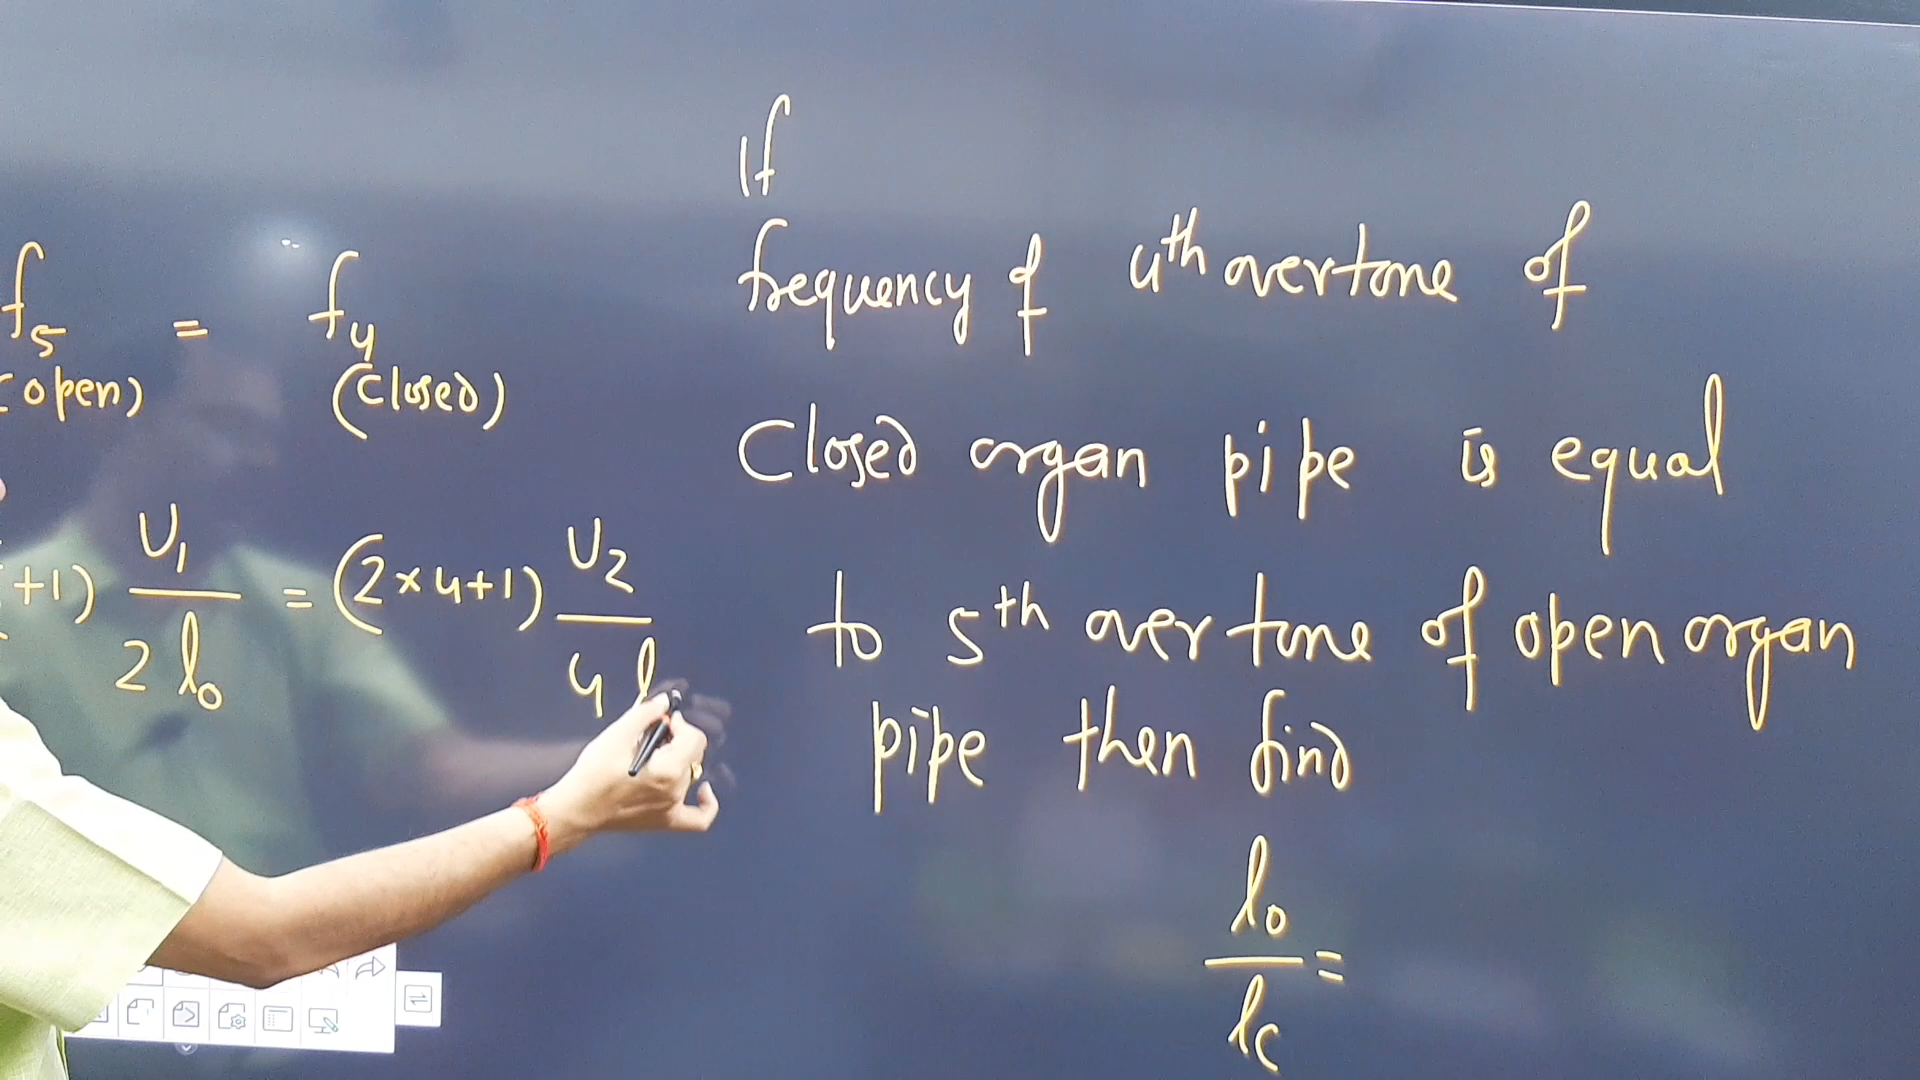 f5 = f4
(open) (Closed)
+1) U1/2l0 = (2×4+1) U2/4l
If
frequency of 4th overtone of
Closed organ pipe is equal
to 5th overtone of open organ
pipe then find
l0/lc =